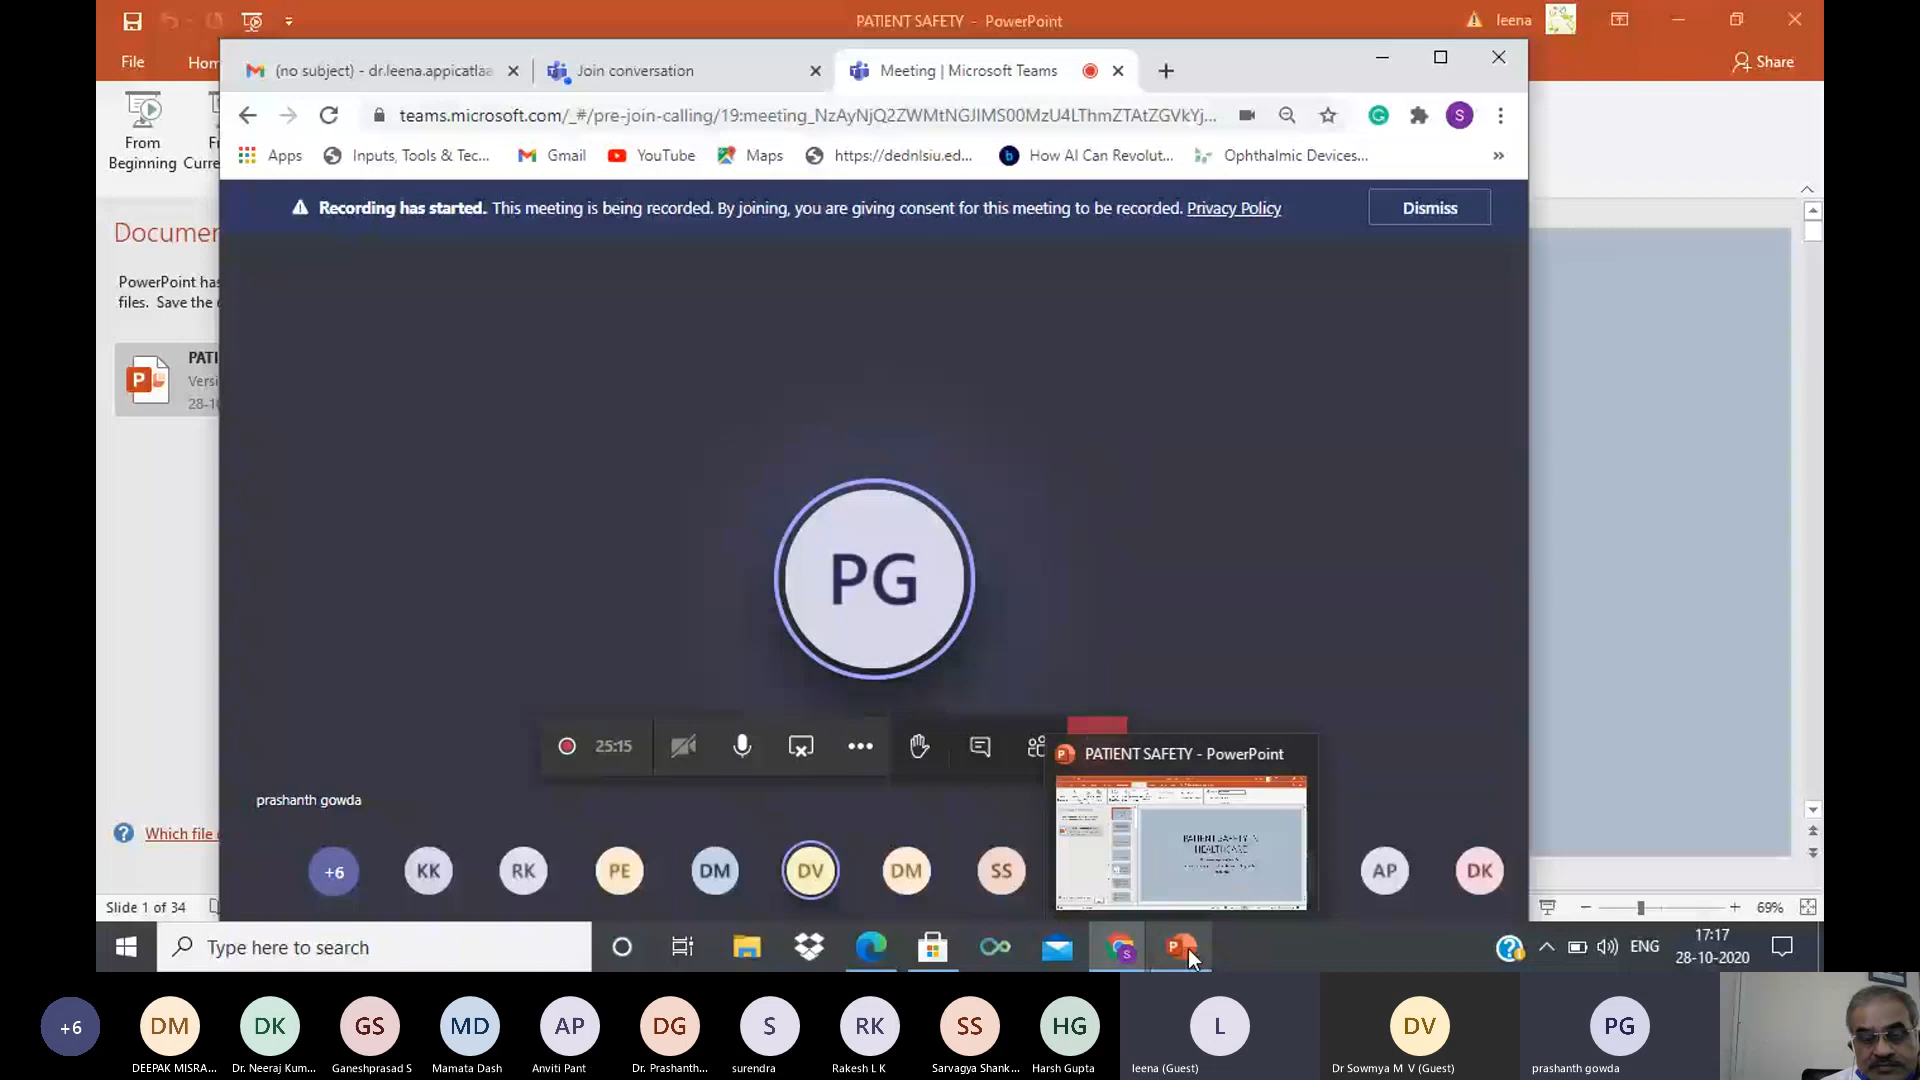 PATIENT SAFETY - PowerPoint
leena
File
Hom
Share
(no subject) - dr.leena.appicatlaa
Join conversation
Meeting | Microsoft Teams
teams.microsoft.com/_#/pre-join-calling/19:meeting_NzAyNjQ2ZWMtNGJlMS00MzU4LThmZTAtZGVkYj...
From
Beginning
Fr
Curre
Apps
Inputs, Tools & Tec...
Gmail
YouTube
Maps
https://dednlsiu.ed...
How AI Can Revolut...
Ophthalmic Devices...
»
Recording has started. This meeting is being recorded. By joining, you are giving consent for this meeting to be recorded. Privacy Policy
Dismiss
Documen
PowerPoint has
files. Save the
PATI
Versi
28-1
PG
25:15
PATIENT SAFETY - PowerPoint
PATIENT SAFETY IN
HEALTHCARE
prashanth gowda
Which file
+6
KK
RK
PE
DM
DV
DM
SS
AP
DK
Slide 1 of 34
69%
Type here to search
S
ENG
17:17
28-10-2020
+6
DM
DK
GS
MD
AP
DG
S
RK
SS
HG
L
DV
PG
DEEPAK MISRA...
Dr. Neeraj Kum...
Ganeshprasad S
Mamata Dash
Anviti Pant
Dr. Prashanth...
surendra
Rakesh L K
Sarvagya Shank...
Harsh Gupta
leena (Guest)
Dr Sowmya M V (Guest)
prashanth gowda